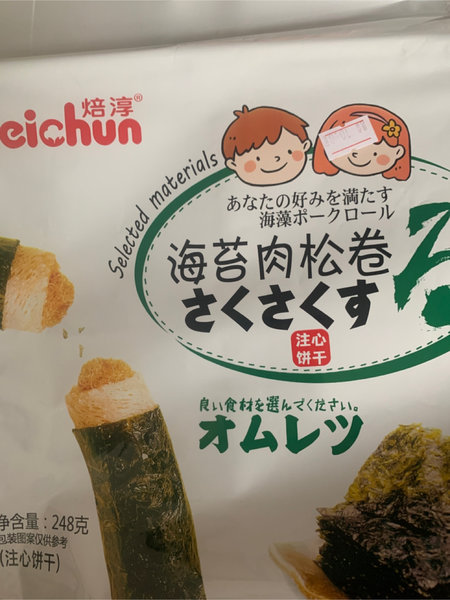 焙淳®
eichun
Selected materials
あなたの好みを満たす
海藻ポークロール
海苔肉松卷
さくさくす
注心
饼干
良い食材を選んでください。
オムレツ
净含量：248克
包装图案仅供参考
(注心饼干)